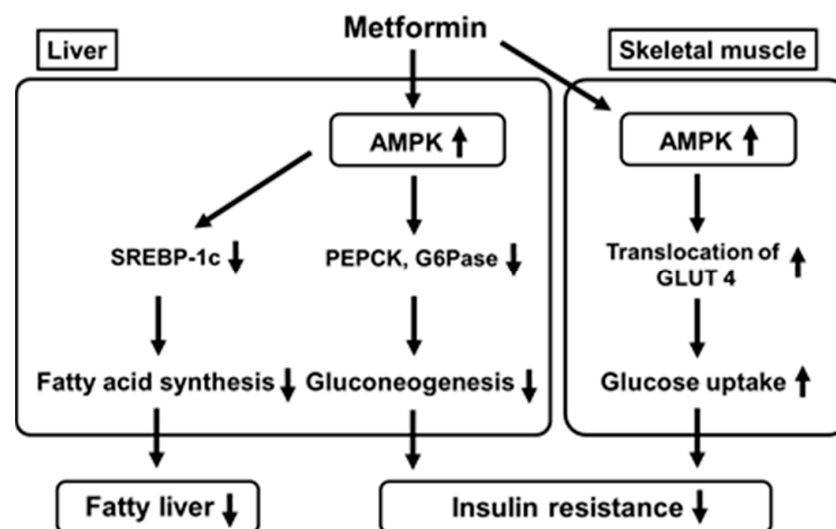 Metformin
Liver
Skeletal muscle
AMPK ↑
AMPK ↑
SREBP-1c ↓
PEPCK, G6Pase ↓
Translocation of
GLUT 4 ↑
Fatty acid synthesis ↓
Gluconeogenesis ↓
Glucose uptake ↑
Fatty liver ↓
Insulin resistance ↓